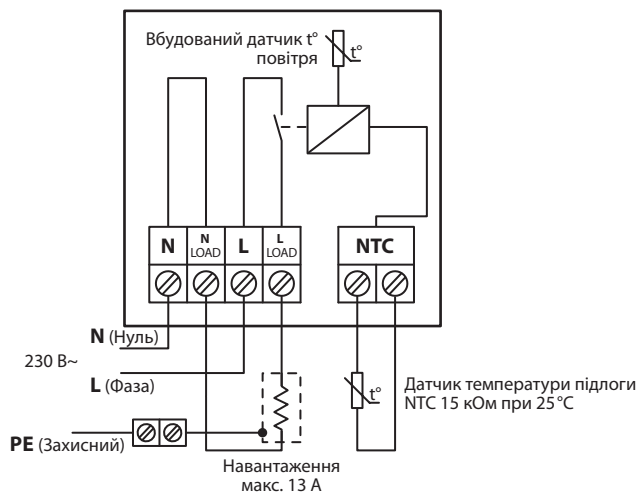 Вбудований датчик t°
повітря
t°
N
N
LOAD
L
L
LOAD
NTC
N (Нуль)
230 В~
L (Фаза)
PE (Захисний)
t°
Датчик температури підлоги
NTC 15 кОм при 25 °C
Навантаження
макс. 13 А